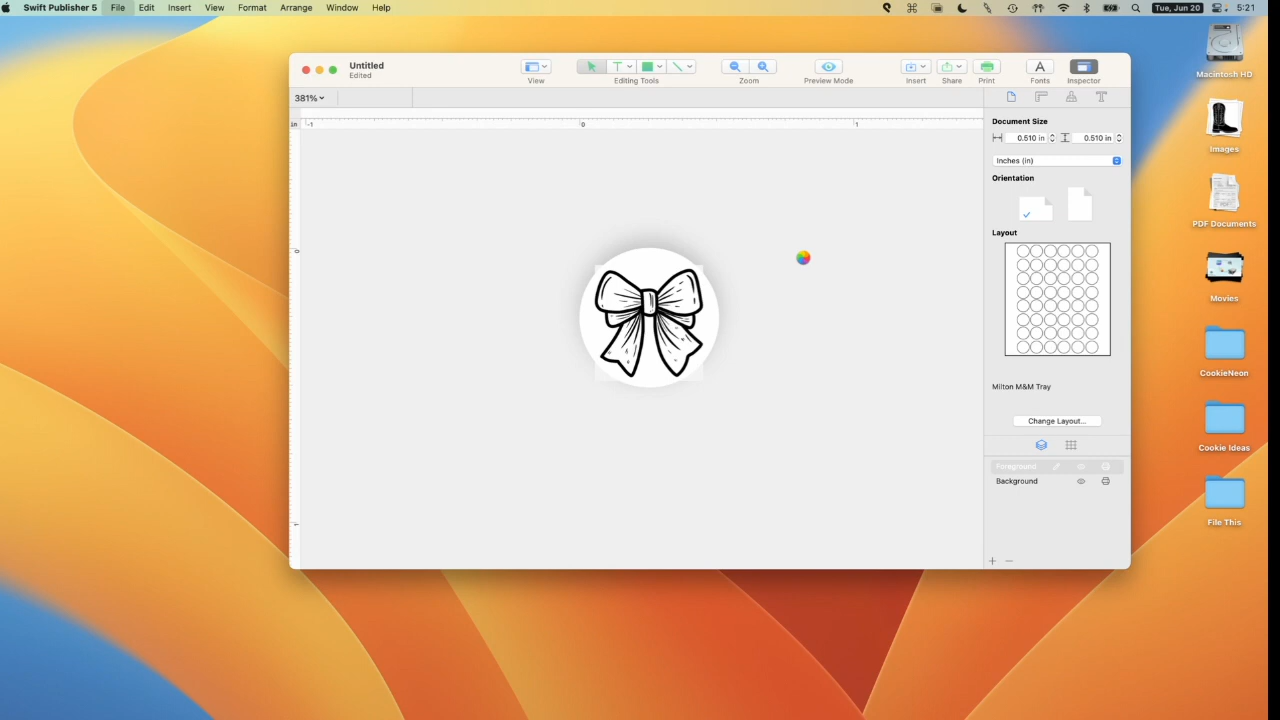 Swift Publisher 5 File Edit Insert View Format Arrange Window Help Tue, Jun 20 5:21
Untitled
Edited
View Editing Tools Zoom Preview Mode Insert Share Print Fonts Inspector
381%
in -1 0 1
0
1
Document Size
0.510 in 0.510 in
Inches (in)
Orientation
Layout
Milton M&M Tray
Change Layout...
Foreground
Background
Macintosh HD
Images
PDF Documents
Movies
CookieNeon
Cookie Ideas
File This